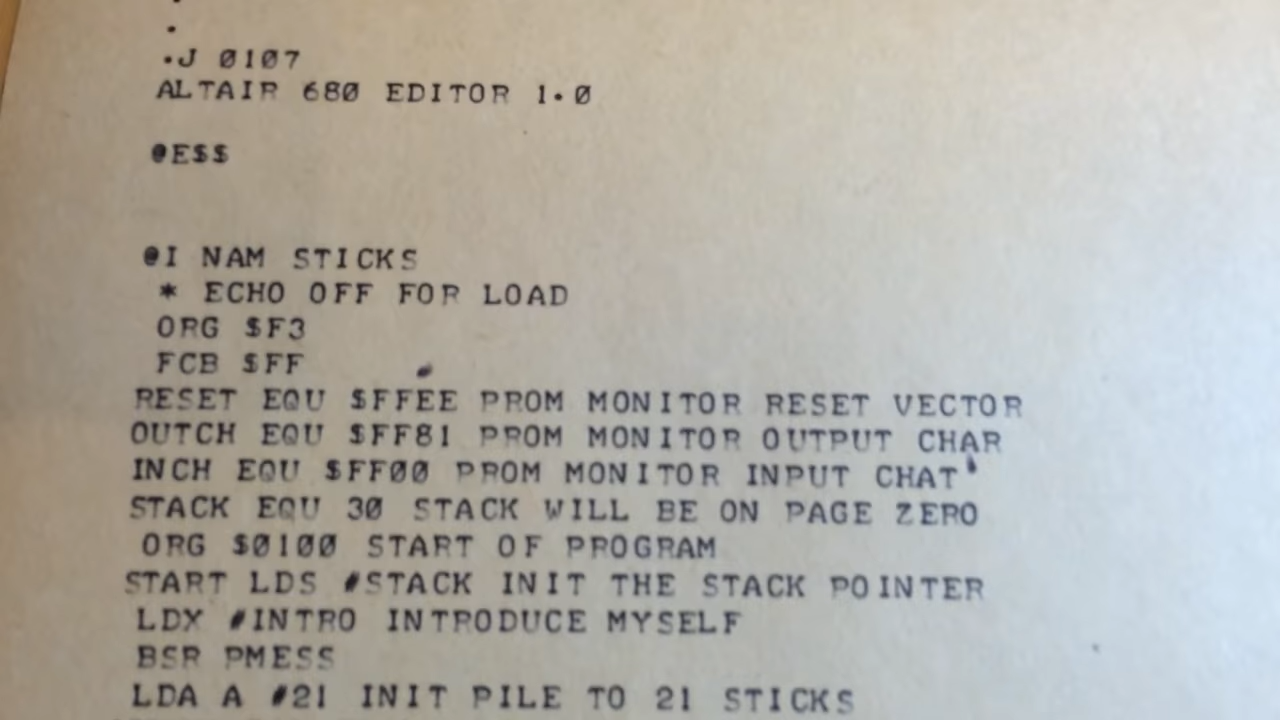 .
.
.J 0107
ALTAIR 680 EDITOR 1.0
@E$$
@I NAM STICKS
* ECHO OFF FOR LOAD
ORG $F3
FCB $FF
RESET EQU $FFEE PROM MONITOR RESET VECTOR
OUTCH EQU $FF81 PROM MONITOR OUTPUT CHAR
INCH EQU $FF00 PROM MONITOR INPUT CHAT
STACK EQU 30 STACK WILL BE ON PAGE ZERO
ORG $0100 START OF PROGRAM
START LDS #STACK INIT THE STACK POINTER
LDX #INTRO INTRODUCE MYSELF
BSR PMESS
LDA A #21 INIT PILE TO 21 STICKS